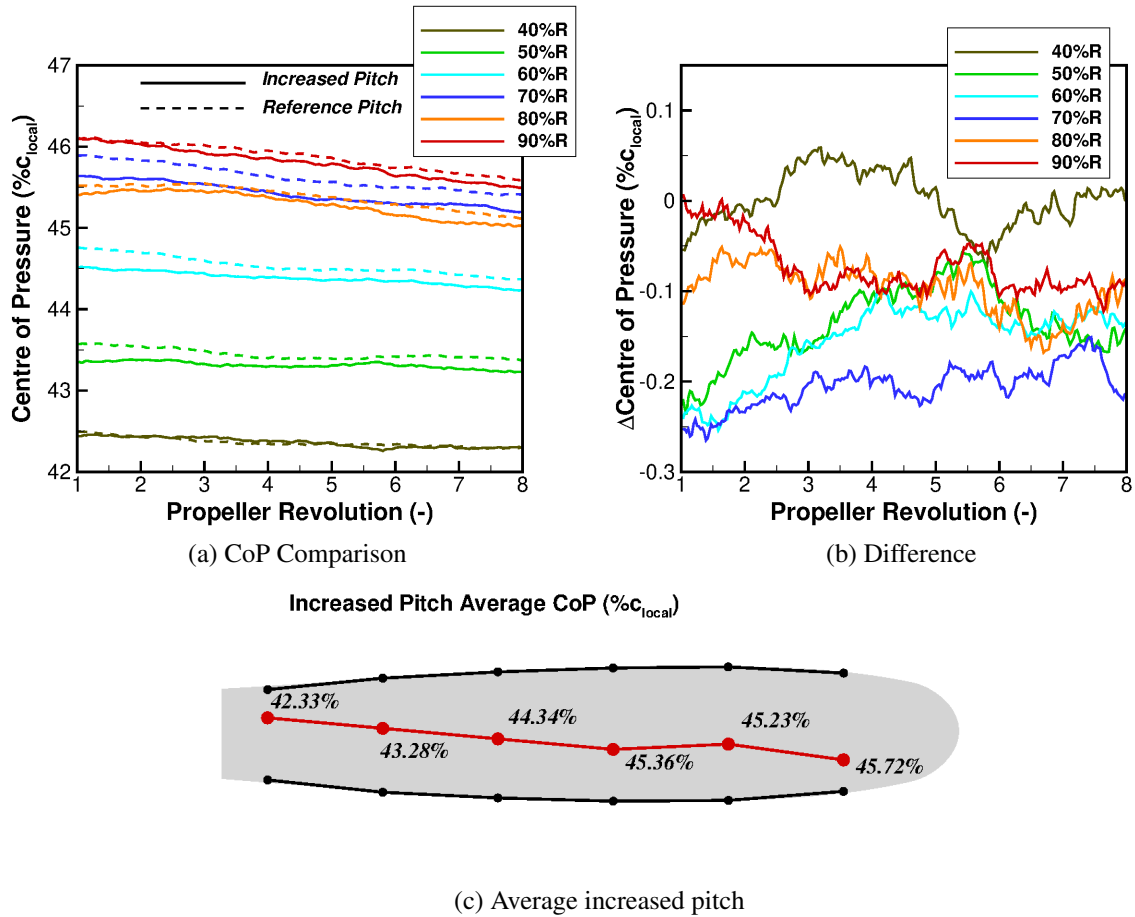 40%R
50%R
60%R
70%R
80%R
90%R
Increased Pitch
Reference Pitch
Centre of Pressure (%c_local)
47
46
45
44
43
42
1 2 3 4 5 6 7 8
Propeller Revolution (-)
(a) CoP Comparison
40%R
50%R
60%R
70%R
80%R
90%R
ΔCentre of Pressure (%c_local)
0.1
0
-0.1
-0.2
-0.3
1 2 3 4 5 6 7 8
Propeller Revolution (-)
(b) Difference
Increased Pitch Average CoP (%c_local)
42.33%
43.28%
44.34%
45.36%
45.23%
45.72%
(c) Average increased pitch